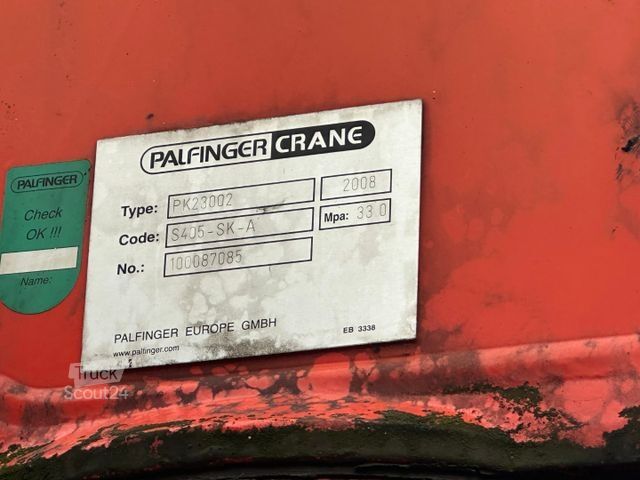 PALFINGER
Check
OK !!!
Name:
PALFINGER CRANE
Type: PK23002 2008
Code: S405-SK-A Mpa: 33.0
No.: 100087085
PALFINGER EUROPE GMBH EB 3338
www.palfinger.com
Truck
Scout24